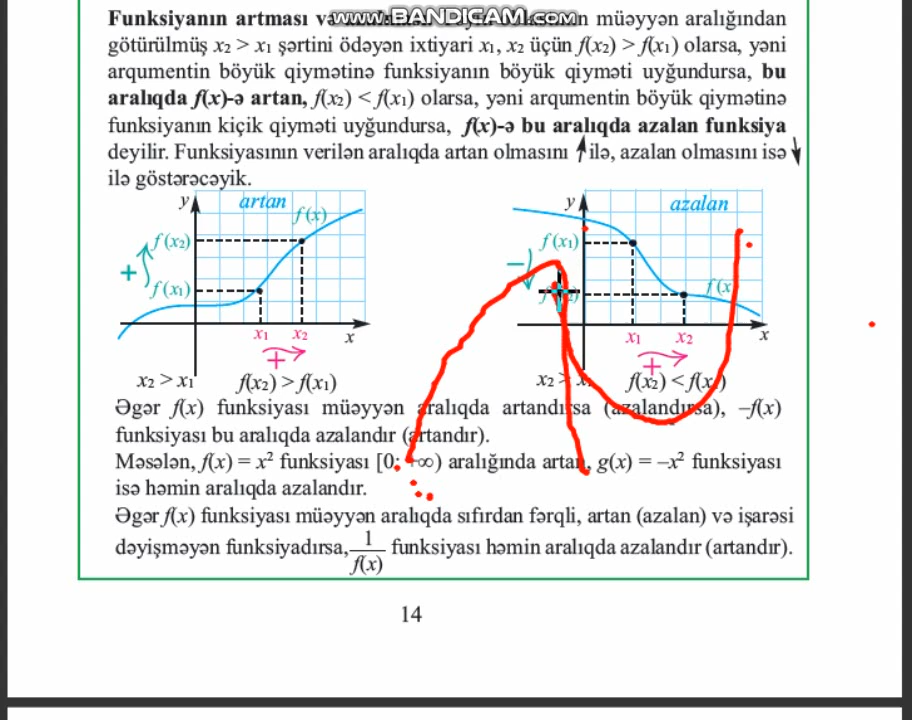 Funksiyanın artması və WWW.BANDICAM.COM müəyyən aralığından
götürülmüş x₂ > x₁ şərtini ödəyən ixtiyari x₁, x₂ üçün f(x₂) > f(x₁) olarsa, yəni
arqumentin böyük qiymətinə funksiyanın böyük qiyməti uyğundursa, bu
aralıqda f(x)-ə artan, f(x₂) < f(x₁) olarsa, yəni arqumentin böyük qiymətinə
funksiyanın kiçik qiyməti uyğundursa, f(x)-ə bu aralıqda azalan funksiya
deyilir. Funksiyasının verilən aralıqda artan olmasını ↑ ilə, azalan olmasını isə ↓
ilə göstərəcəyik.
y artan f(x)
f(x₂)
+
f(x₁)
x₁ x₂ x
+
x₂ > x₁ f(x₂) > f(x₁)
y azalan
f(x₁)
−
f(x
x₁ x₂ x
+
x₂ > f(x₂) < f(x₁)
Əgər f(x) funksiyası müəyyən aralıqda artandırsa (azalandırsa), –f(x)
funksiyası bu aralıqda azalandır (artandır).
Məsələn, f(x) = x² funksiyası [0; +∞) aralığında artan, g(x) = –x² funksiyası
isə həmin aralıqda azalandır.
Əgər f(x) funksiyası müəyyən aralıqda sıfırdan fərqli, artan (azalan) və işarəsi
dəyişməyən funksiyadırsa, 1/f(x) funksiyası həmin aralıqda azalandır (artandır).
14